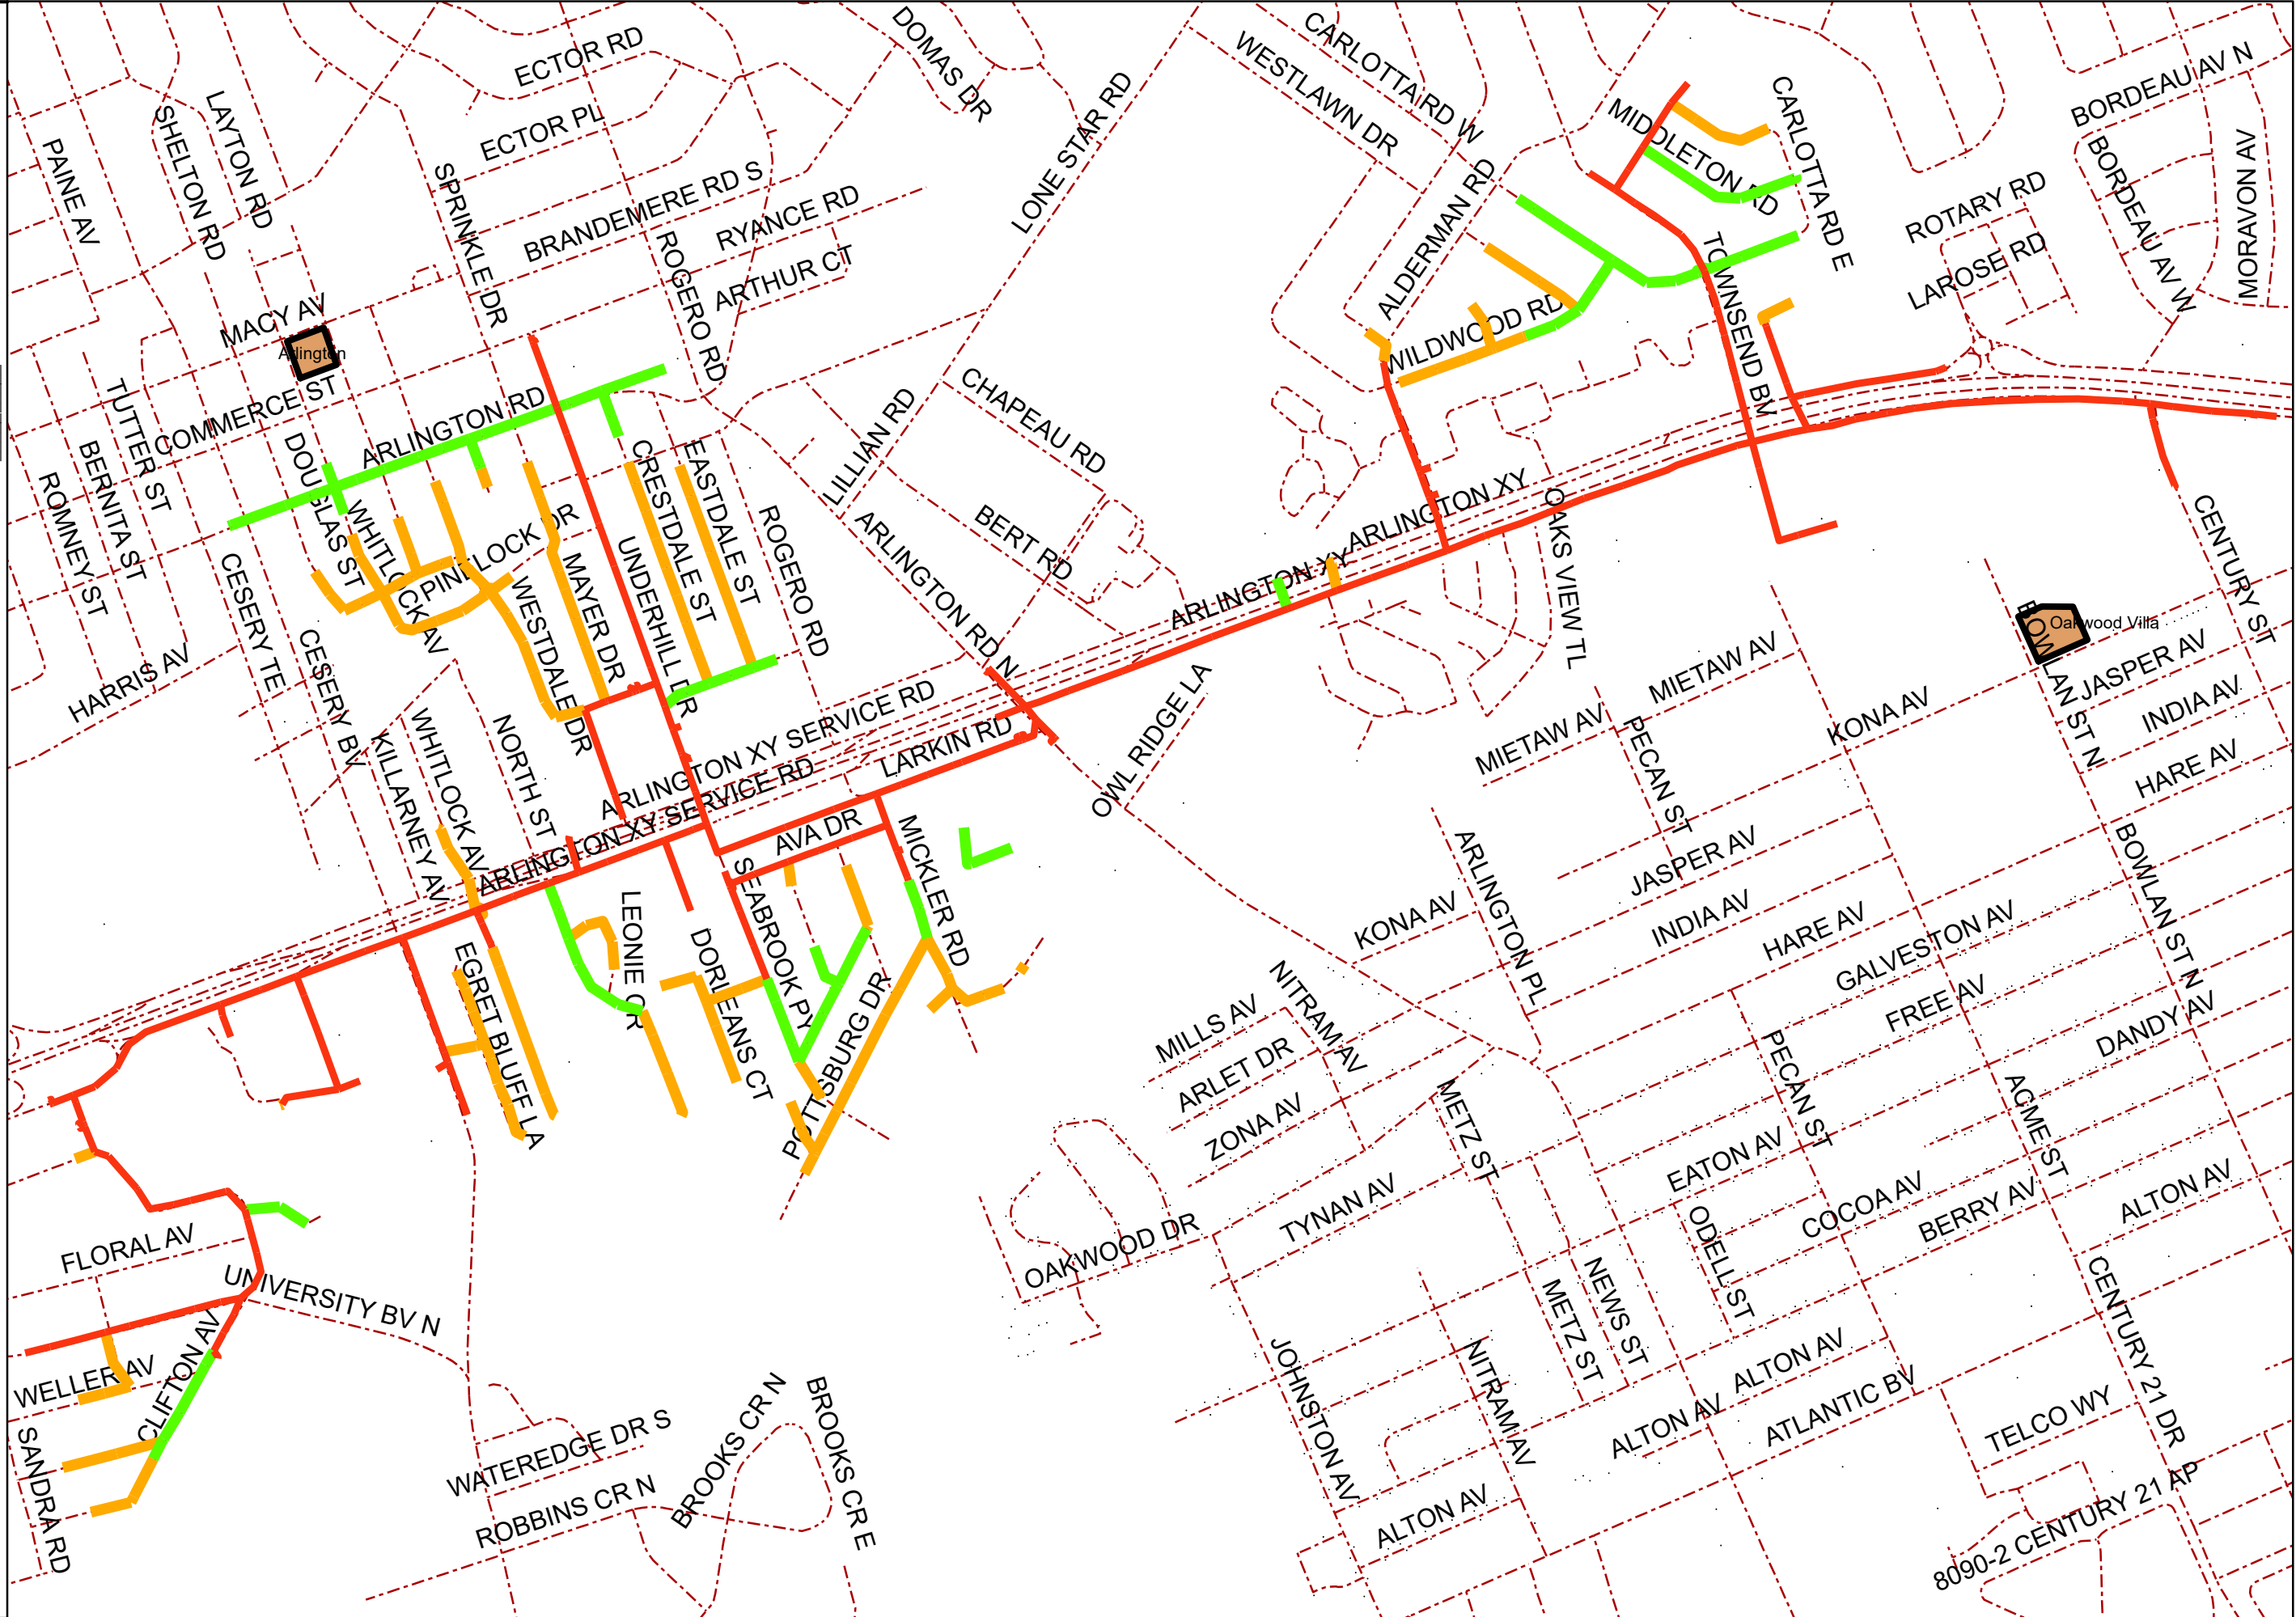 ECTOR RD
DOMAS DR
CARLOTTA RD W
WESTLAWN DR
BORDEAU AV N
LAYTON RD
SHELTON RD
PAINE AV
ECTOR PL
LONE STAR RD
MIDDLETON RD
CARLOTTA RD E
BORDEAU AV W
MORAVON AV
SPRINKLE DR
BRANDEMERE RD S
RYANCE RD
ALDERMAN RD
ROTARY RD
LAROSE RD
ROGERO RD
ARTHUR CT
TOWNSEND BV
MACY AV
Arlington
WILDWOOD RD
COMMERCE ST
TUTTER ST
BERNITA ST
ROMNEY ST
ARLINGTON RD
DOUGLAS ST
WHITLOCK AV
PINELOCK DR
CRESTDALE ST
EASTDALE ST
LILLIAN RD
CHAPEAU RD
BERT RD
ARLINGTON XY
ARLINGTON XY
ARLINGTON XY
OAKS VIEW TL
CENTURY ST
CESERY TE
CESERY BV
HARRIS AV
WESTDALE DR
MAYER DR
UNDERHILL DR
ROGERO RD
ARLINGTON RD N
OWL RIDGE LA
BOWLAN ST N
Oakwood Villa
JASPER AV
INDIA AV
HARE AV
MIETAW AV
MIETAW AV
PECAN ST
KONA AV
KILLARNEY AV
WHITLOCK AV
NORTH ST
ARLINGTON XY SERVICE RD
ARLINGTON XY SERVICE RD
LARKIN RD
AVA DR
MICKLER RD
SEABROOK PY
LEONIE CR
DORLEANS CT
EGRET BLUFF LA
POTTSBURG DR
ARLINGTON PL
JASPER AV
INDIA AV
KONA AV
HARE AV
GALVESTON AV
FREE AV
BOWLAN ST N
DANDY AV
NITRAM AV
MILLS AV
ARLET DR
ZONA AV
METZ ST
PECAN ST
ACME ST
EATON AV
COCOA AV
BERRY AV
ALTON AV
TYNAN AV
OAKWOOD DR
ODELL ST
FLORAL AV
UNIVERSITY BV N
WELLER AV
CLIFTON AV
SANDRA RD
METZ ST
NEWS ST
CENTURY 21 DR
JOHNSTON AV
NITRAM AV
ALTON AV
ALTON AV
ATLANTIC BV
TELCO WY
WATEREDGE DR S
ROBBINS CR N
BROOKS CR N
BROOKS CR E
ALTON AV
8090-2 CENTURY 21 AP